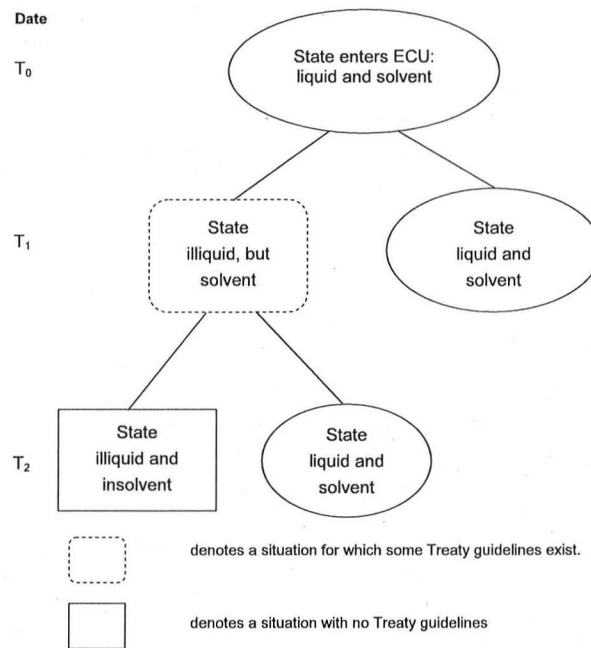 Date
T₀
State enters ECU:
liquid and solvent
T₁
State
illiquid, but
solvent
State
liquid and
solvent
T₂
State
illiquid and
insolvent
State
liquid and
solvent
denotes a situation for which some Treaty guidelines exist.
denotes a situation with no Treaty guidelines